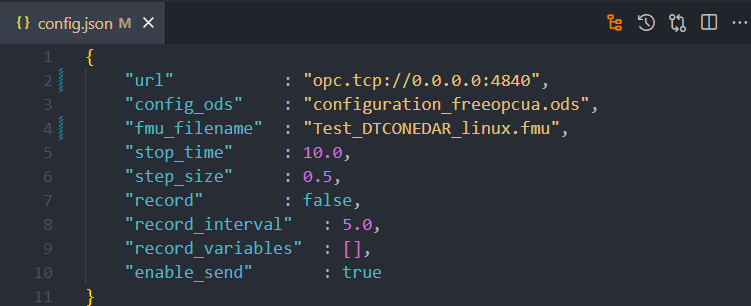 config.json M
1 {
2 "url" : "opc.tcp://0.0.0.0:4840",
3 "config_ods" : "configuration_freeopcua.ods",
4 "fmu_filename" : "Test_DTCONEDAR_linux.fmu",
5 "stop_time" : 10.0,
6 "step_size" : 0.5,
7 "record" : false,
8 "record_interval" : 5.0,
9 "record_variables" : [],
10 "enable_send" : true
11 }